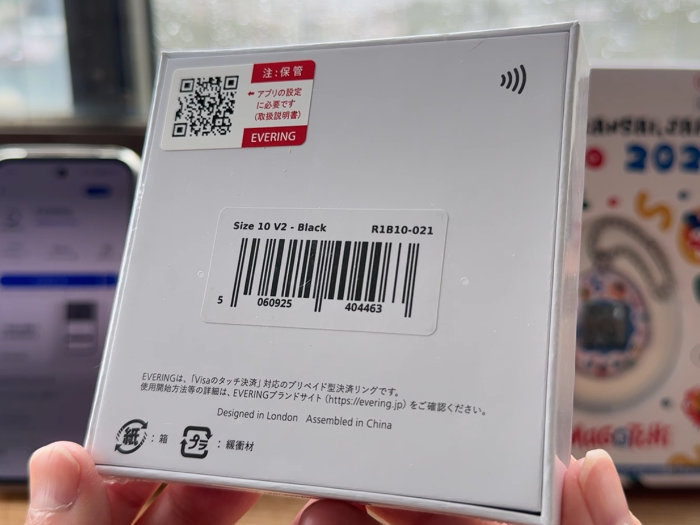 注:保管
← アプリの設定
に必要です
(取扱説明書)
EVERING
Size 10 V2 - Black R1B10-021
5 060925 404463
EVERINGは、「Visaのタッチ決済」対応のプリペイド型決済リングです。
使用開始方法等の詳細は、EVERINGブランドサイト(https://evering.jp)をご確認ください。
Designed in London Assembled in China
紙 : 箱
プラ : 緩衝材